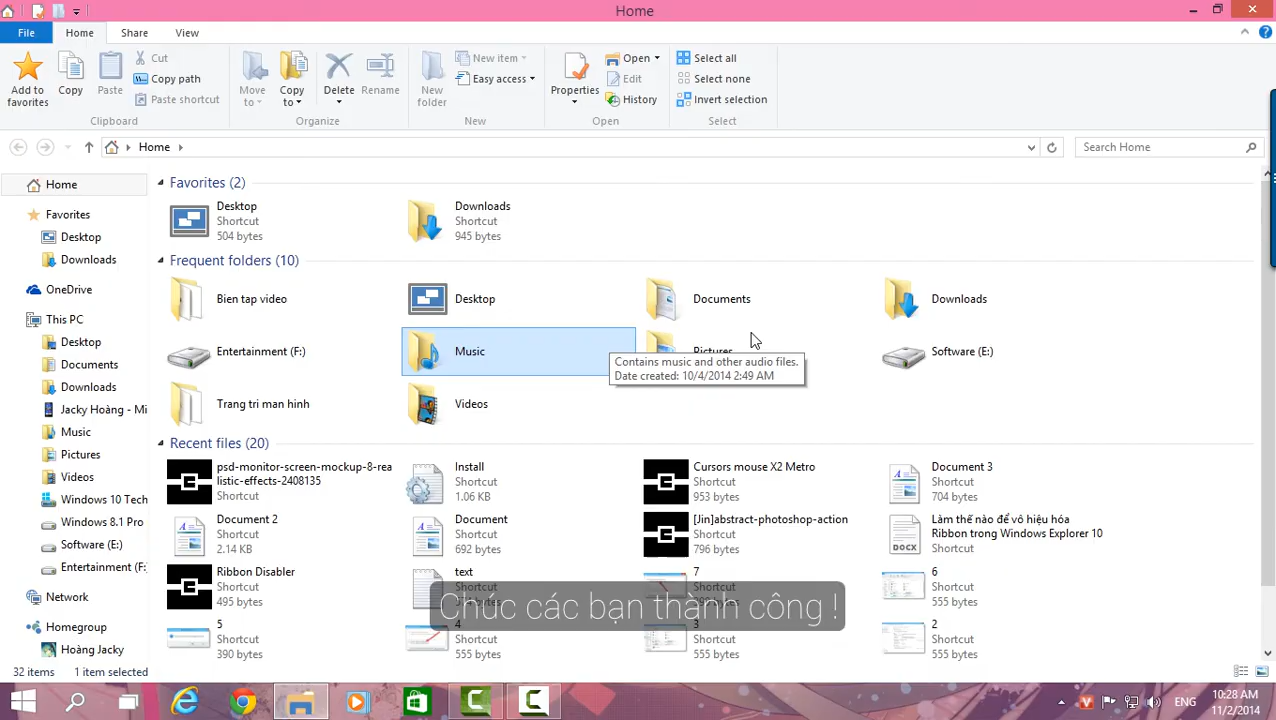 Home
File
Home
Share
View
Add to favorites
Copy
Paste
Cut
Copy path
Paste shortcut
Clipboard
Move to
Copy to
Delete
Rename
Organize
New folder
New item
Easy access
New
Properties
Open
Edit
History
Open
Select all
Select none
Invert selection
Select
Home
Search Home
Home
Favorites
Desktop
Downloads
OneDrive
This PC
Desktop
Documents
Downloads
Jacky Hoàng - Mi
Music
Pictures
Videos
Windows 10 Tech
Windows 8.1 Pro
Software (E:)
Entertainment (F:
Network
Homegroup
Hoàng Jacky
Favorites (2)
Desktop
Shortcut
504 bytes
Downloads
Shortcut
945 bytes
Frequent folders (10)
Bien tap video
Desktop
Documents
Downloads
Entertainment (F:)
Music
Pictures
Software (E:)
Contains music and other audio files.
Date created: 10/4/2014 2:49 AM
Trang tri man hinh
Videos
Recent files (20)
psd-monitor-screen-mockup-8-rea
listic-effects-2408135
Shortcut
Install
Shortcut
1.06 KB
Cursors mouse X2 Metro
Shortcut
953 bytes
Document 3
Shortcut
704 bytes
Document 2
Shortcut
2.14 KB
Document
Shortcut
692 bytes
[Jin]abstract-photoshop-action
Shortcut
796 bytes
Làm thế nào để vô hiệu hóa
Ribbon trong Windows Explorer 10
Shortcut
Ribbon Disabler
Shortcut
495 bytes
text
7
6
Shortcut
555 bytes
Chúc các bạn thành công !
5
Shortcut
390 bytes
4
Shortcut
555 bytes
3
Shortcut
555 bytes
2
Shortcut
555 bytes
32 items
1 item selected
ENG
10:28 AM
11/2/2014